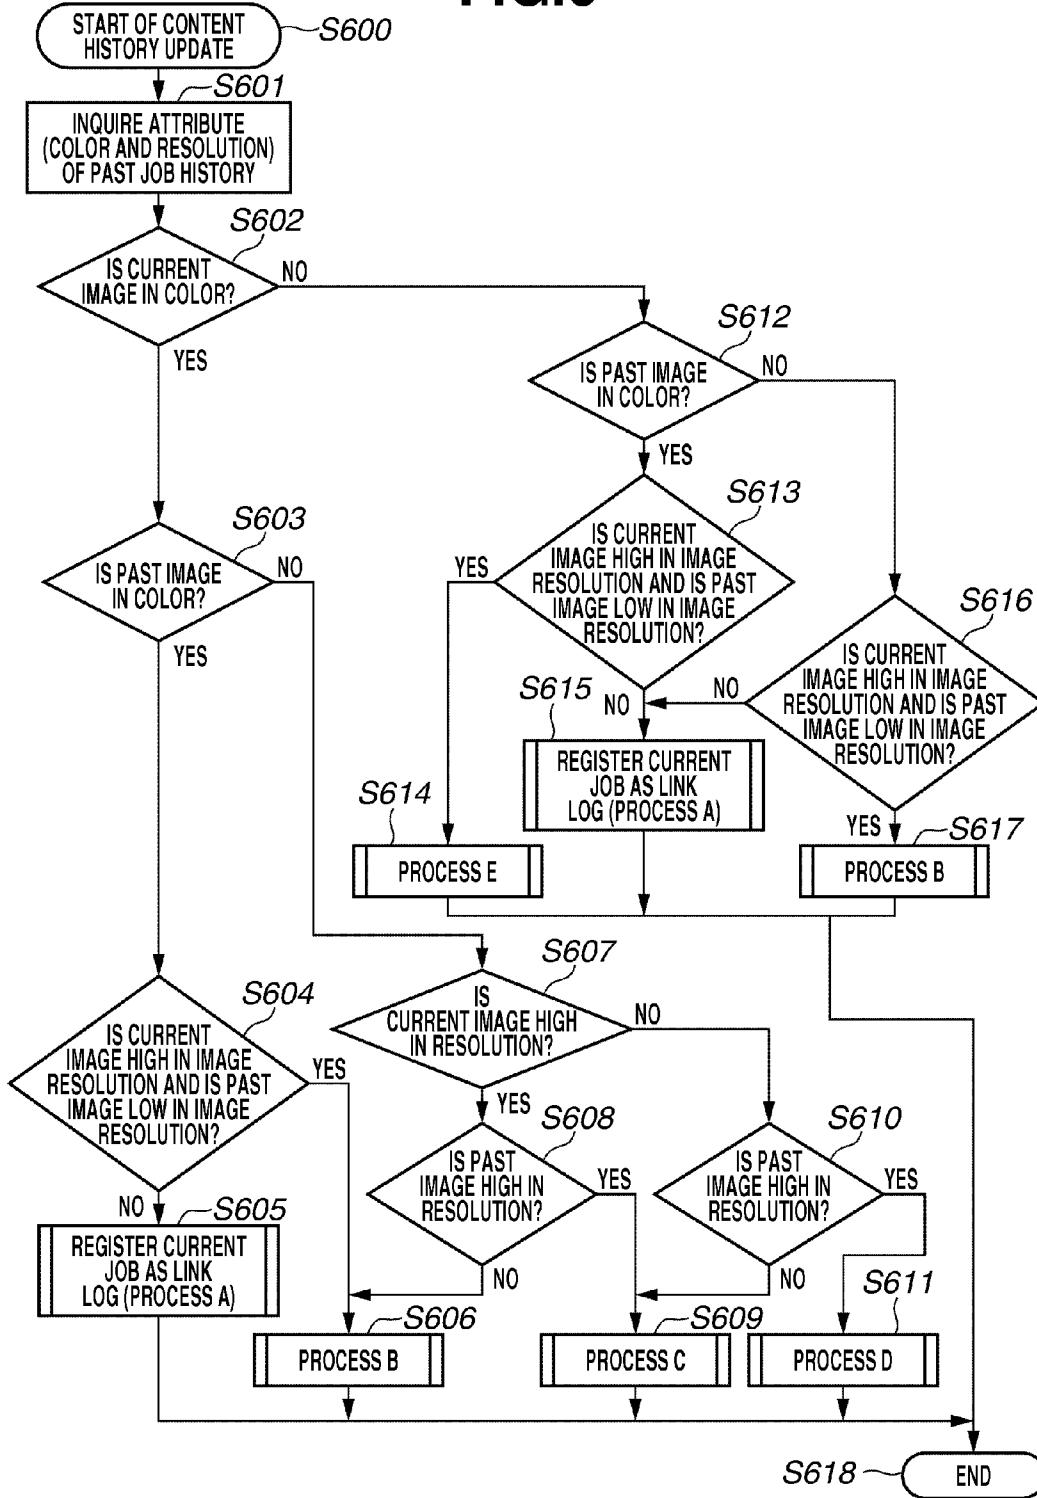 START OF CONTENT
HISTORY UPDATE
S600
S601
INQUIRE ATTRIBUTE
(COLOR AND RESOLUTION)
OF PAST JOB HISTORY
S602
IS CURRENT
IMAGE IN COLOR?
NO
YES
S612
IS PAST IMAGE
IN COLOR?
NO
YES
S613
IS CURRENT
IMAGE HIGH IN IMAGE
RESOLUTION AND IS PAST
IMAGE LOW IN IMAGE
RESOLUTION?
YES
NO
S603
IS PAST IMAGE
IN COLOR?
NO
YES
S616
IS CURRENT
IMAGE HIGH IN IMAGE
RESOLUTION AND IS PAST
IMAGE LOW IN IMAGE
RESOLUTION?
NO
YES
S615
REGISTER CURRENT
JOB AS LINK
LOG (PROCESS A)
S614
PROCESS E
S617
PROCESS B
S604
IS CURRENT
IMAGE HIGH IN IMAGE
RESOLUTION AND IS PAST
IMAGE LOW IN IMAGE
RESOLUTION?
YES
NO
S607
IS
CURRENT IMAGE HIGH
IN RESOLUTION?
NO
YES
S608
IS PAST
IMAGE HIGH IN
RESOLUTION?
YES
NO
S610
IS PAST
IMAGE HIGH IN
RESOLUTION?
YES
NO
S605
REGISTER CURRENT
JOB AS LINK
LOG (PROCESS A)
S606
PROCESS B
S609
PROCESS C
S611
PROCESS D
S618
END